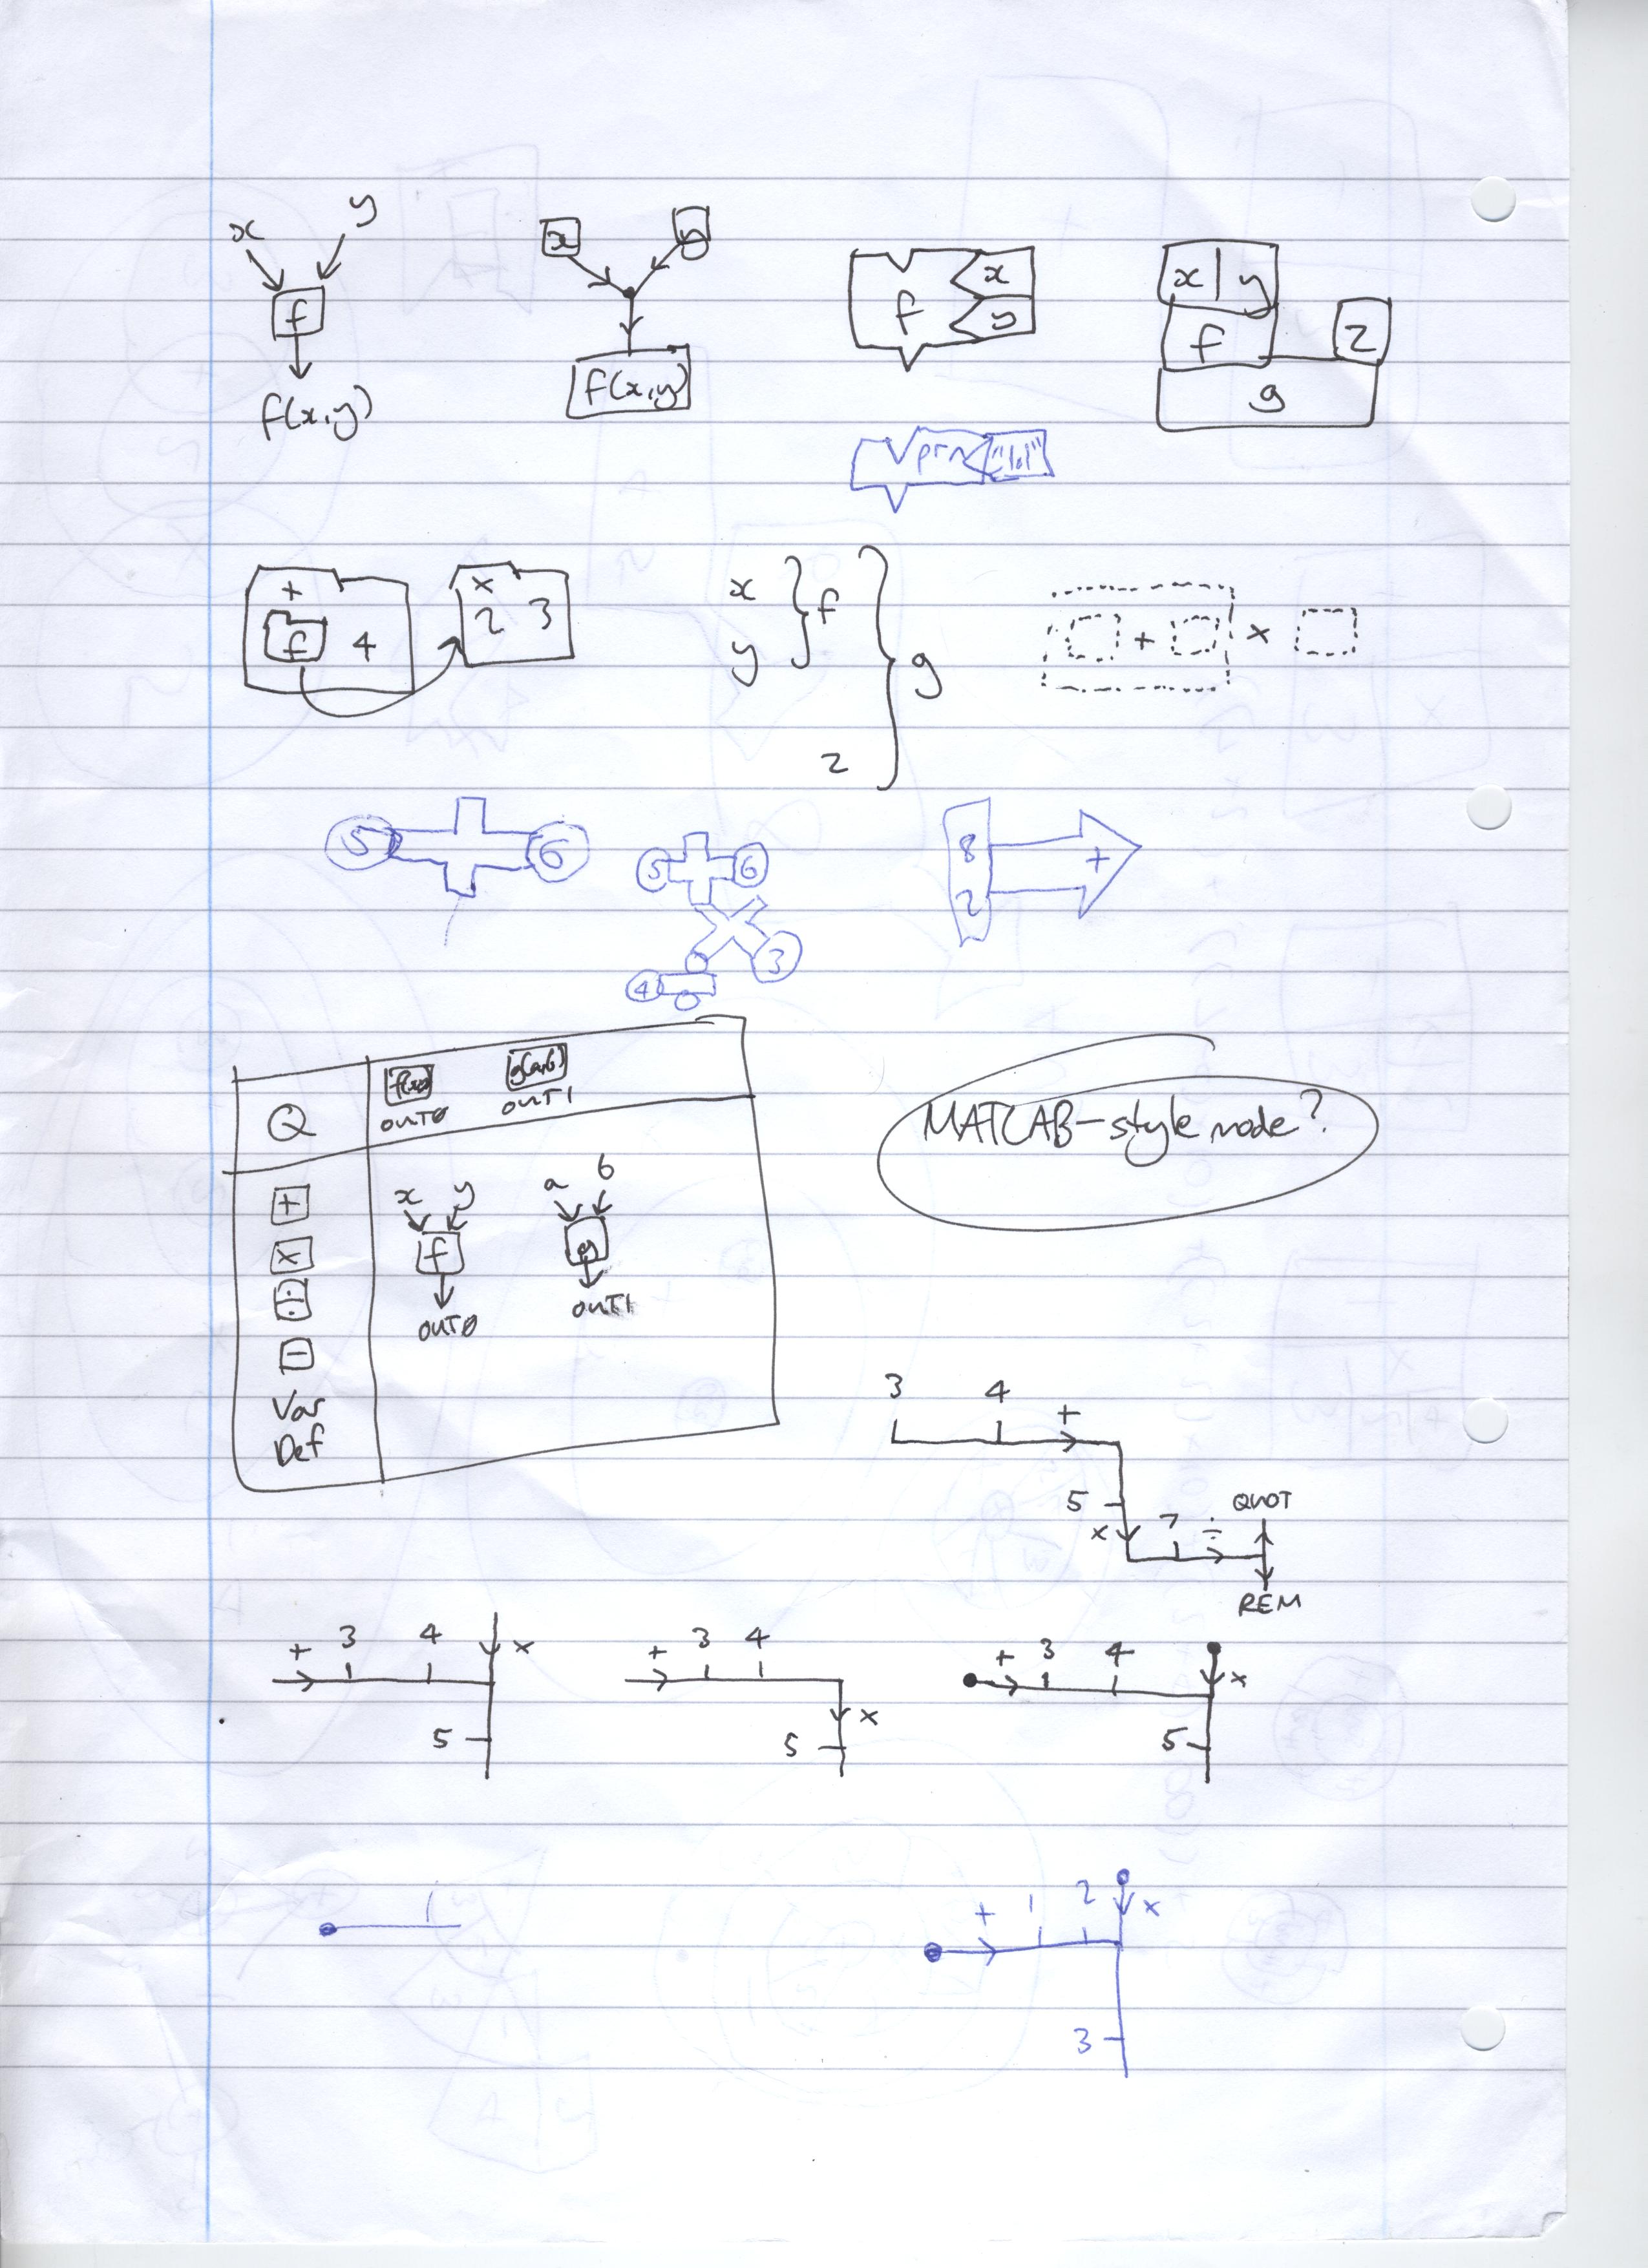 x y
f
f(x,y)
x y
f(x,y)
f x
y
x | y
f 2
g
prn "lol"
+
f 4
×
2 3
x
y
f
g
2
+ ×
5 6
5 6
3
4
8
2
+
Q
g(a,b)
OUT0 OUT1
+
×
÷
−
Var
Def
x y
f
OUT0
a b
g
OUT1
MATLAB-style mode?
3 4 +
5
× 7 ÷ QUOT
REM
+ 3 4 ×
5
+ 3 4
×
5
+ 3 4
×
5
+ 1 2 ×
3